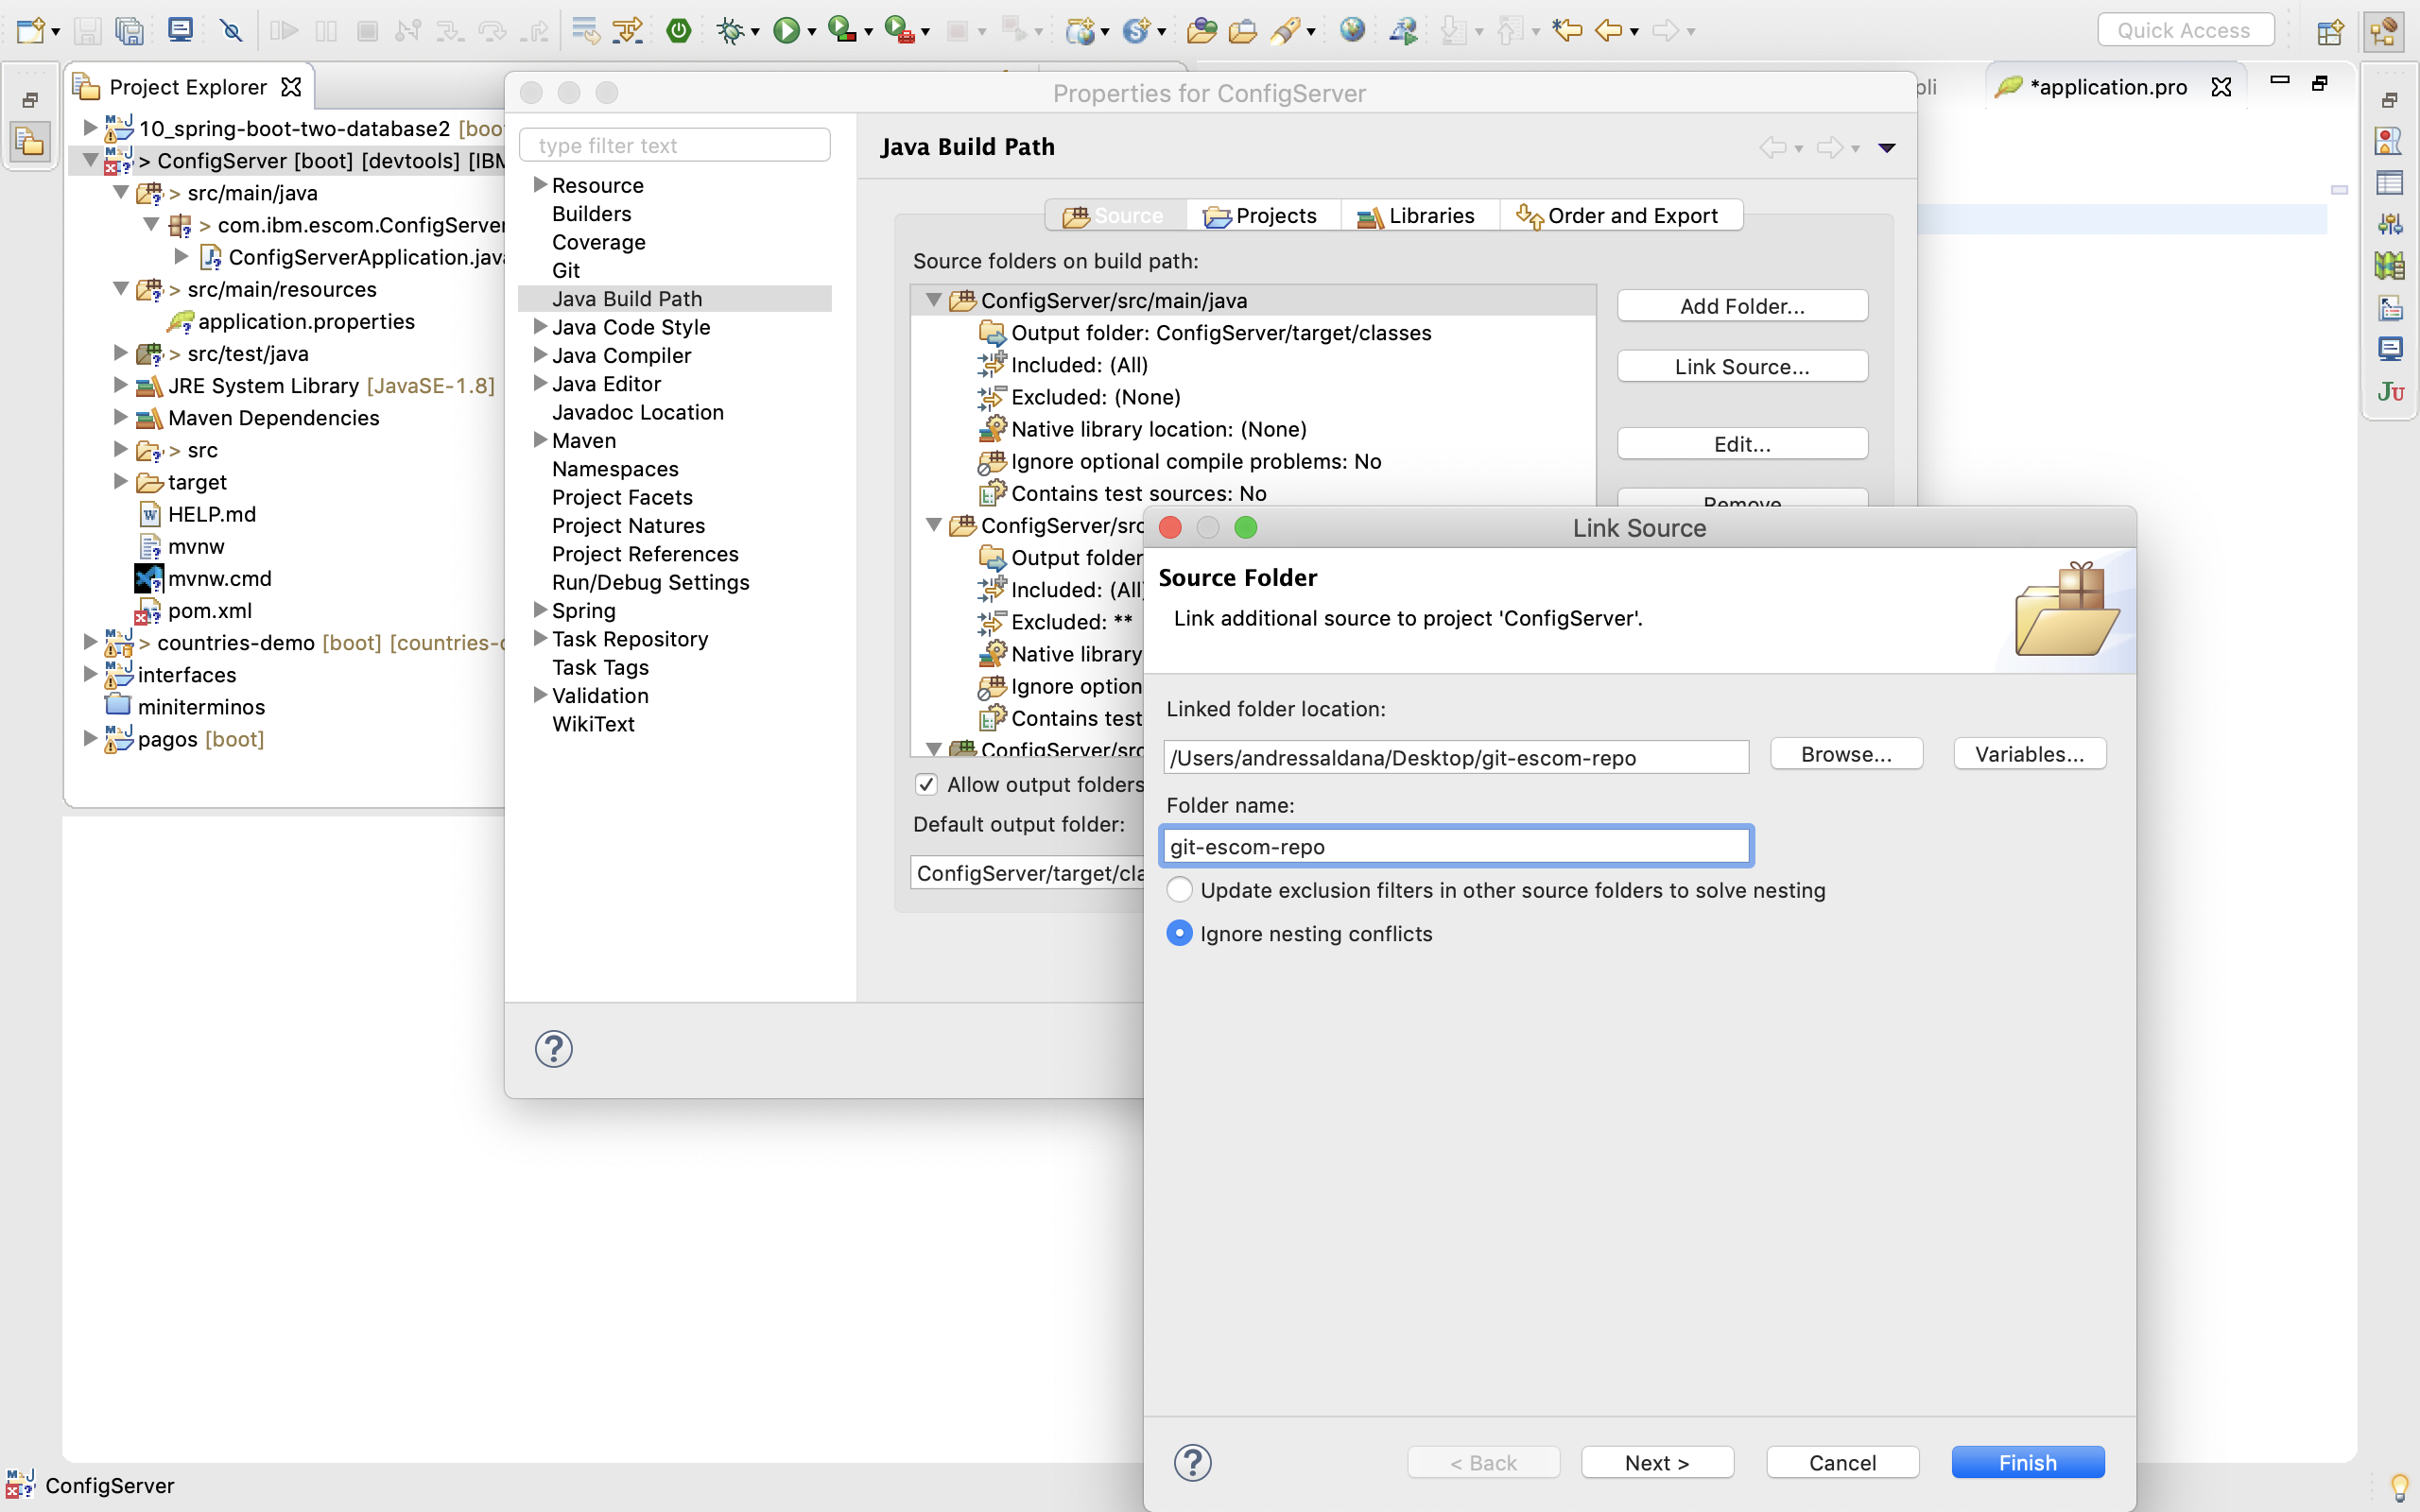 Quick Access
Project Explorer
*application.pro
10_spring-boot-two-database2 [boo
> ConfigServer [boot] [devtools] [IBM
> src/main/java
> com.ibm.escom.ConfigServer
ConfigServerApplication.java
> src/main/resources
application.properties
> src/test/java
JRE System Library [JavaSE-1.8]
Maven Dependencies
> src
target
HELP.md
mvnw
mvnw.cmd
pom.xml
> countries-demo [boot] [countries-
interfaces
miniterminos
pagos [boot]
Properties for ConfigServer
type filter text
Resource
Builders
Coverage
Git
Java Build Path
Java Code Style
Java Compiler
Java Editor
Javadoc Location
Maven
Namespaces
Project Facets
Project Natures
Project References
Run/Debug Settings
Spring
Task Repository
Task Tags
Validation
WikiText
Java Build Path
Source
Projects
Libraries
Order and Export
Source folders on build path:
ConfigServer/src/main/java
Output folder: ConfigServer/target/classes
Included: (All)
Excluded: (None)
Native library location: (None)
Ignore optional compile problems: No
Contains test sources: No
ConfigServer/src
Output folder
Included: (All)
Excluded: **
Native library
Ignore option
Contains test
ConfigServer/src
Add Folder...
Link Source...
Edit...
Remove
Allow output folders
Default output folder:
ConfigServer/target/cla
Link Source
Source Folder
Link additional source to project 'ConfigServer'.
Linked folder location:
/Users/andressaldana/Desktop/git-escom-repo
Browse...
Variables...
Folder name:
git-escom-repo
Update exclusion filters in other source folders to solve nesting
Ignore nesting conflicts
< Back
Next >
Cancel
Finish
ConfigServer